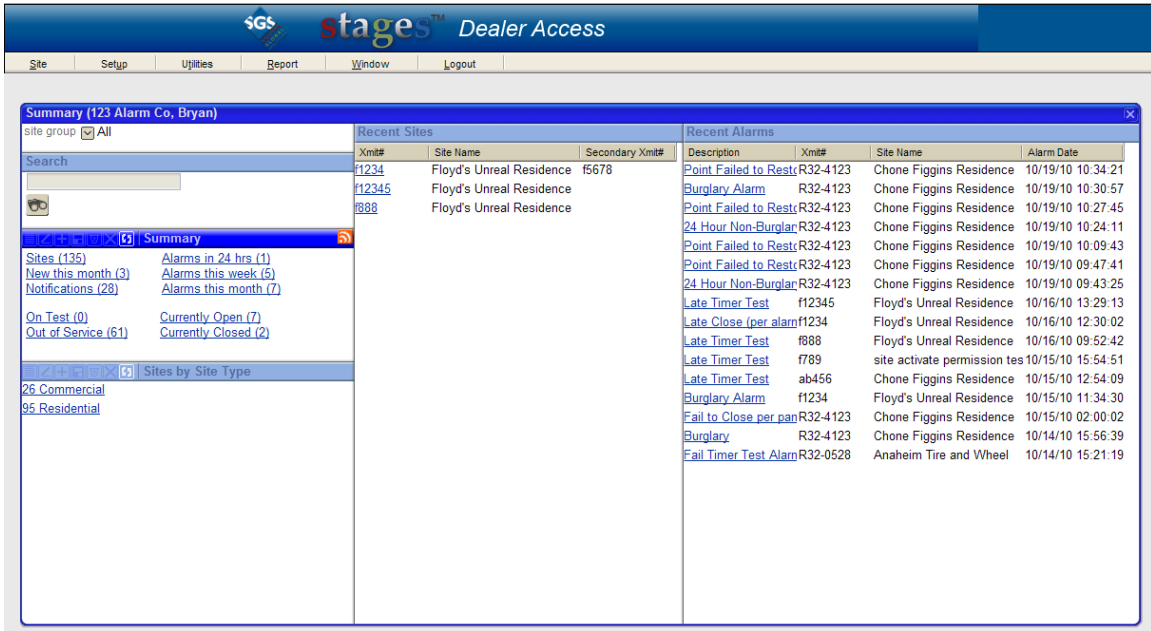 SGS stages™ Dealer Access
Site Setup Utilities Report Window Logout
Summary (123 Alarm Co, Bryan)
site group All
Search
Summary
Sites (135) Alarms in 24 hrs (1)
New this month (3) Alarms this week (5)
Notifications (28) Alarms this month (7)
On Test (0) Currently Open (7)
Out of Service (61) Currently Closed (2)
Sites by Site Type
26 Commercial
95 Residential
Recent Sites
Xmit# Site Name Secondary Xmit#
f1234 Floyd's Unreal Residence f5678
f12345 Floyd's Unreal Residence
f888 Floyd's Unreal Residence
Recent Alarms
Description Xmit# Site Name Alarm Date
Point Failed to Resto R32-4123 Chone Figgins Residence 10/19/10 10:34:21
Burglary Alarm R32-4123 Chone Figgins Residence 10/19/10 10:30:57
Point Failed to Resto R32-4123 Chone Figgins Residence 10/19/10 10:27:45
24 Hour Non-Burglar R32-4123 Chone Figgins Residence 10/19/10 10:24:11
Point Failed to Resto R32-4123 Chone Figgins Residence 10/19/10 10:09:43
Point Failed to Resto R32-4123 Chone Figgins Residence 10/19/10 09:47:41
24 Hour Non-Burglar R32-4123 Chone Figgins Residence 10/19/10 09:43:25
Late Timer Test f12345 Floyd's Unreal Residence 10/16/10 13:29:13
Late Close (per alarm f1234 Floyd's Unreal Residence 10/16/10 12:30:02
Late Timer Test f888 Floyd's Unreal Residence 10/16/10 09:52:42
Late Timer Test f789 site activate permission tes 10/15/10 15:54:51
Late Timer Test ab456 Chone Figgins Residence 10/15/10 12:54:09
Burglary Alarm f1234 Floyd's Unreal Residence 10/15/10 11:34:30
Fail to Close per pan R32-4123 Chone Figgins Residence 10/15/10 02:00:02
Burglary R32-4123 Chone Figgins Residence 10/14/10 15:56:39
Fail Timer Test Alarm R32-0528 Anaheim Tire and Wheel 10/14/10 15:21:19